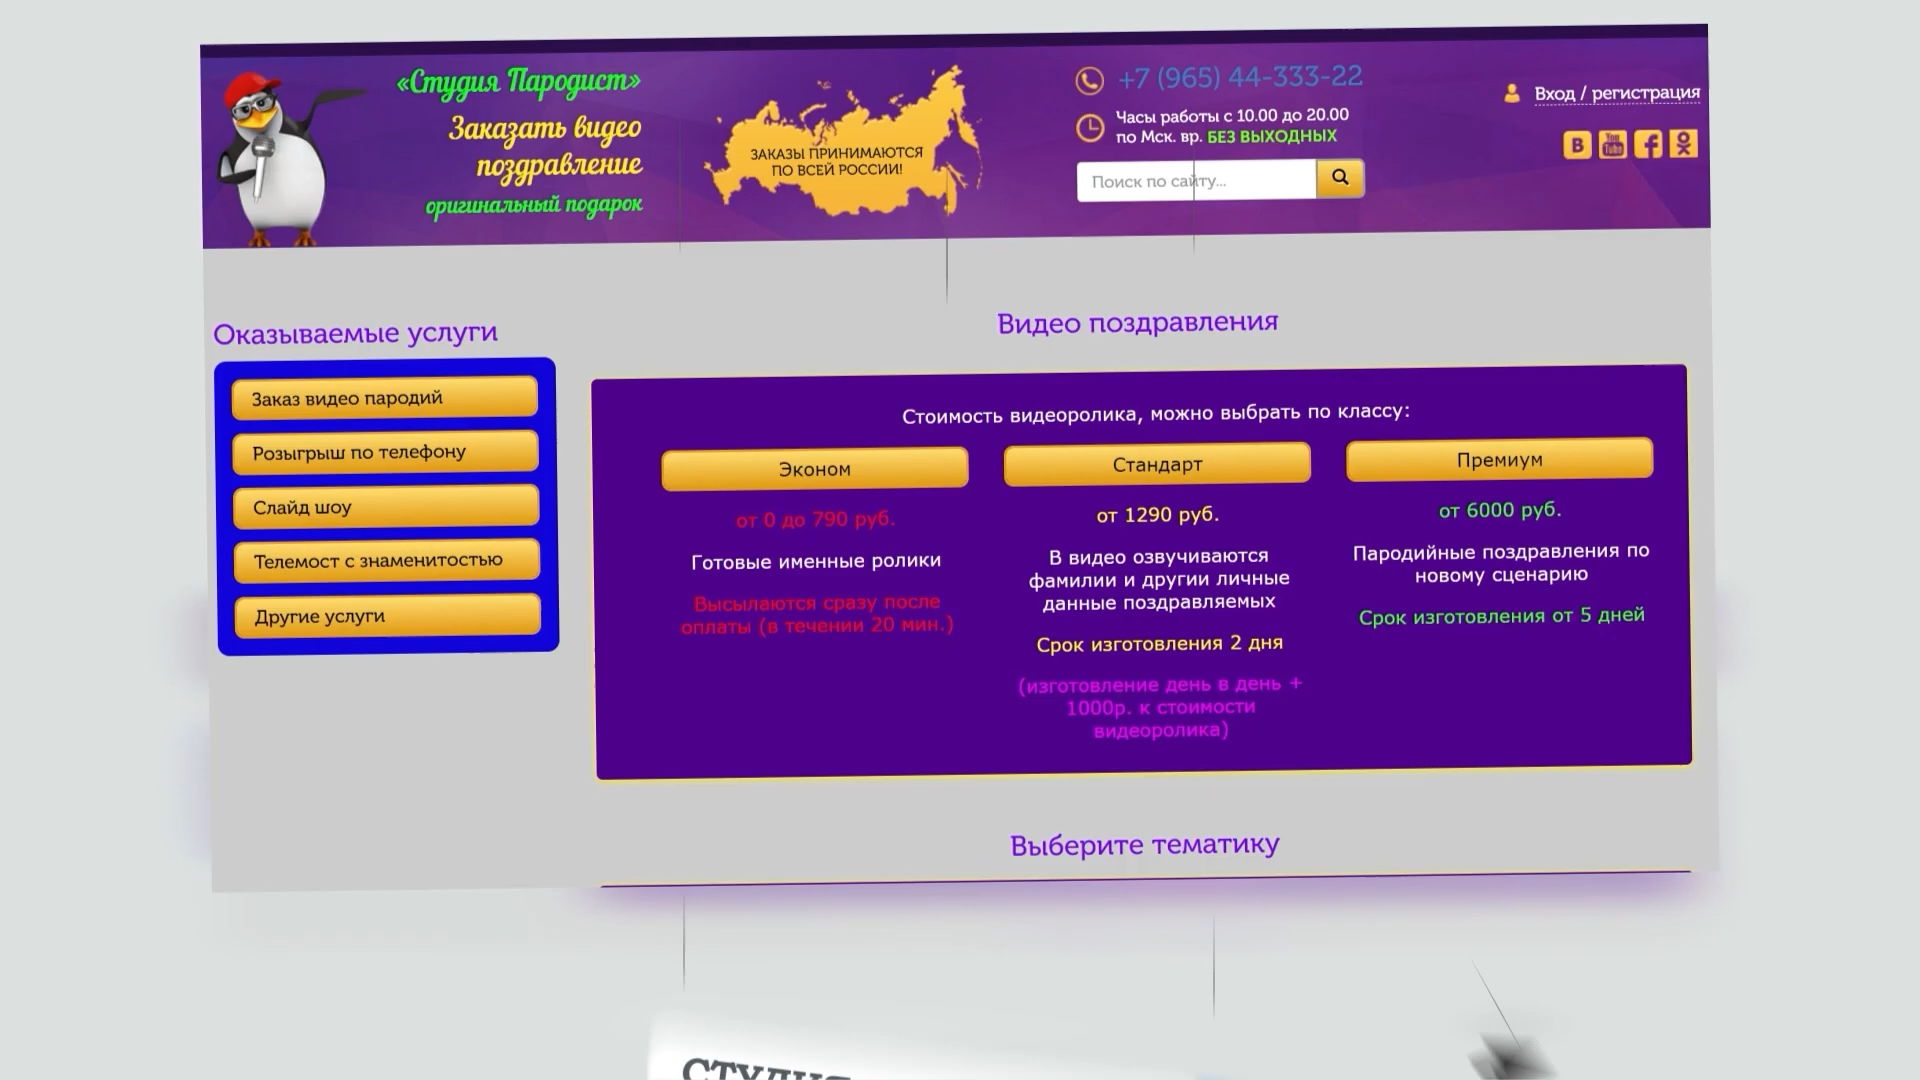 «Студия Пародист»
Заказать видео
поздравление
оригинальный подарок
ЗАКАЗЫ ПРИНИМАЮТСЯ
ПО ВСЕЙ РОССИИ!
+7 (965) 44-333-22
Часы работы с 10.00 до 20.00
по Мск. вр. БЕЗ ВЫХОДНЫХ
Поиск по сайту...
Вход / регистрация
B
You
Tube
f
Оказываемые услуги
Заказ видео пародий
Розыгрыш по телефону
Слайд шоу
Телемост с знаменитостью
Другие услуги
Видео поздравления
Стоимость видеоролика, можно выбрать по классу:
Эконом
от 0 до 790 руб.
Готовые именные ролики
Высылаются сразу после
оплаты (в течении 20 мин.)
Стандарт
от 1290 руб.
В видео озвучиваются
фамилии и другии личные
данные поздравляемых
Срок изготовления 2 дня
(изготовление день в день +
1000р. к стоимости
видеоролика)
Премиум
от 6000 руб.
Пародийные поздравления по
новому сценарию
Срок изготовления от 5 дней
Выберите тематику